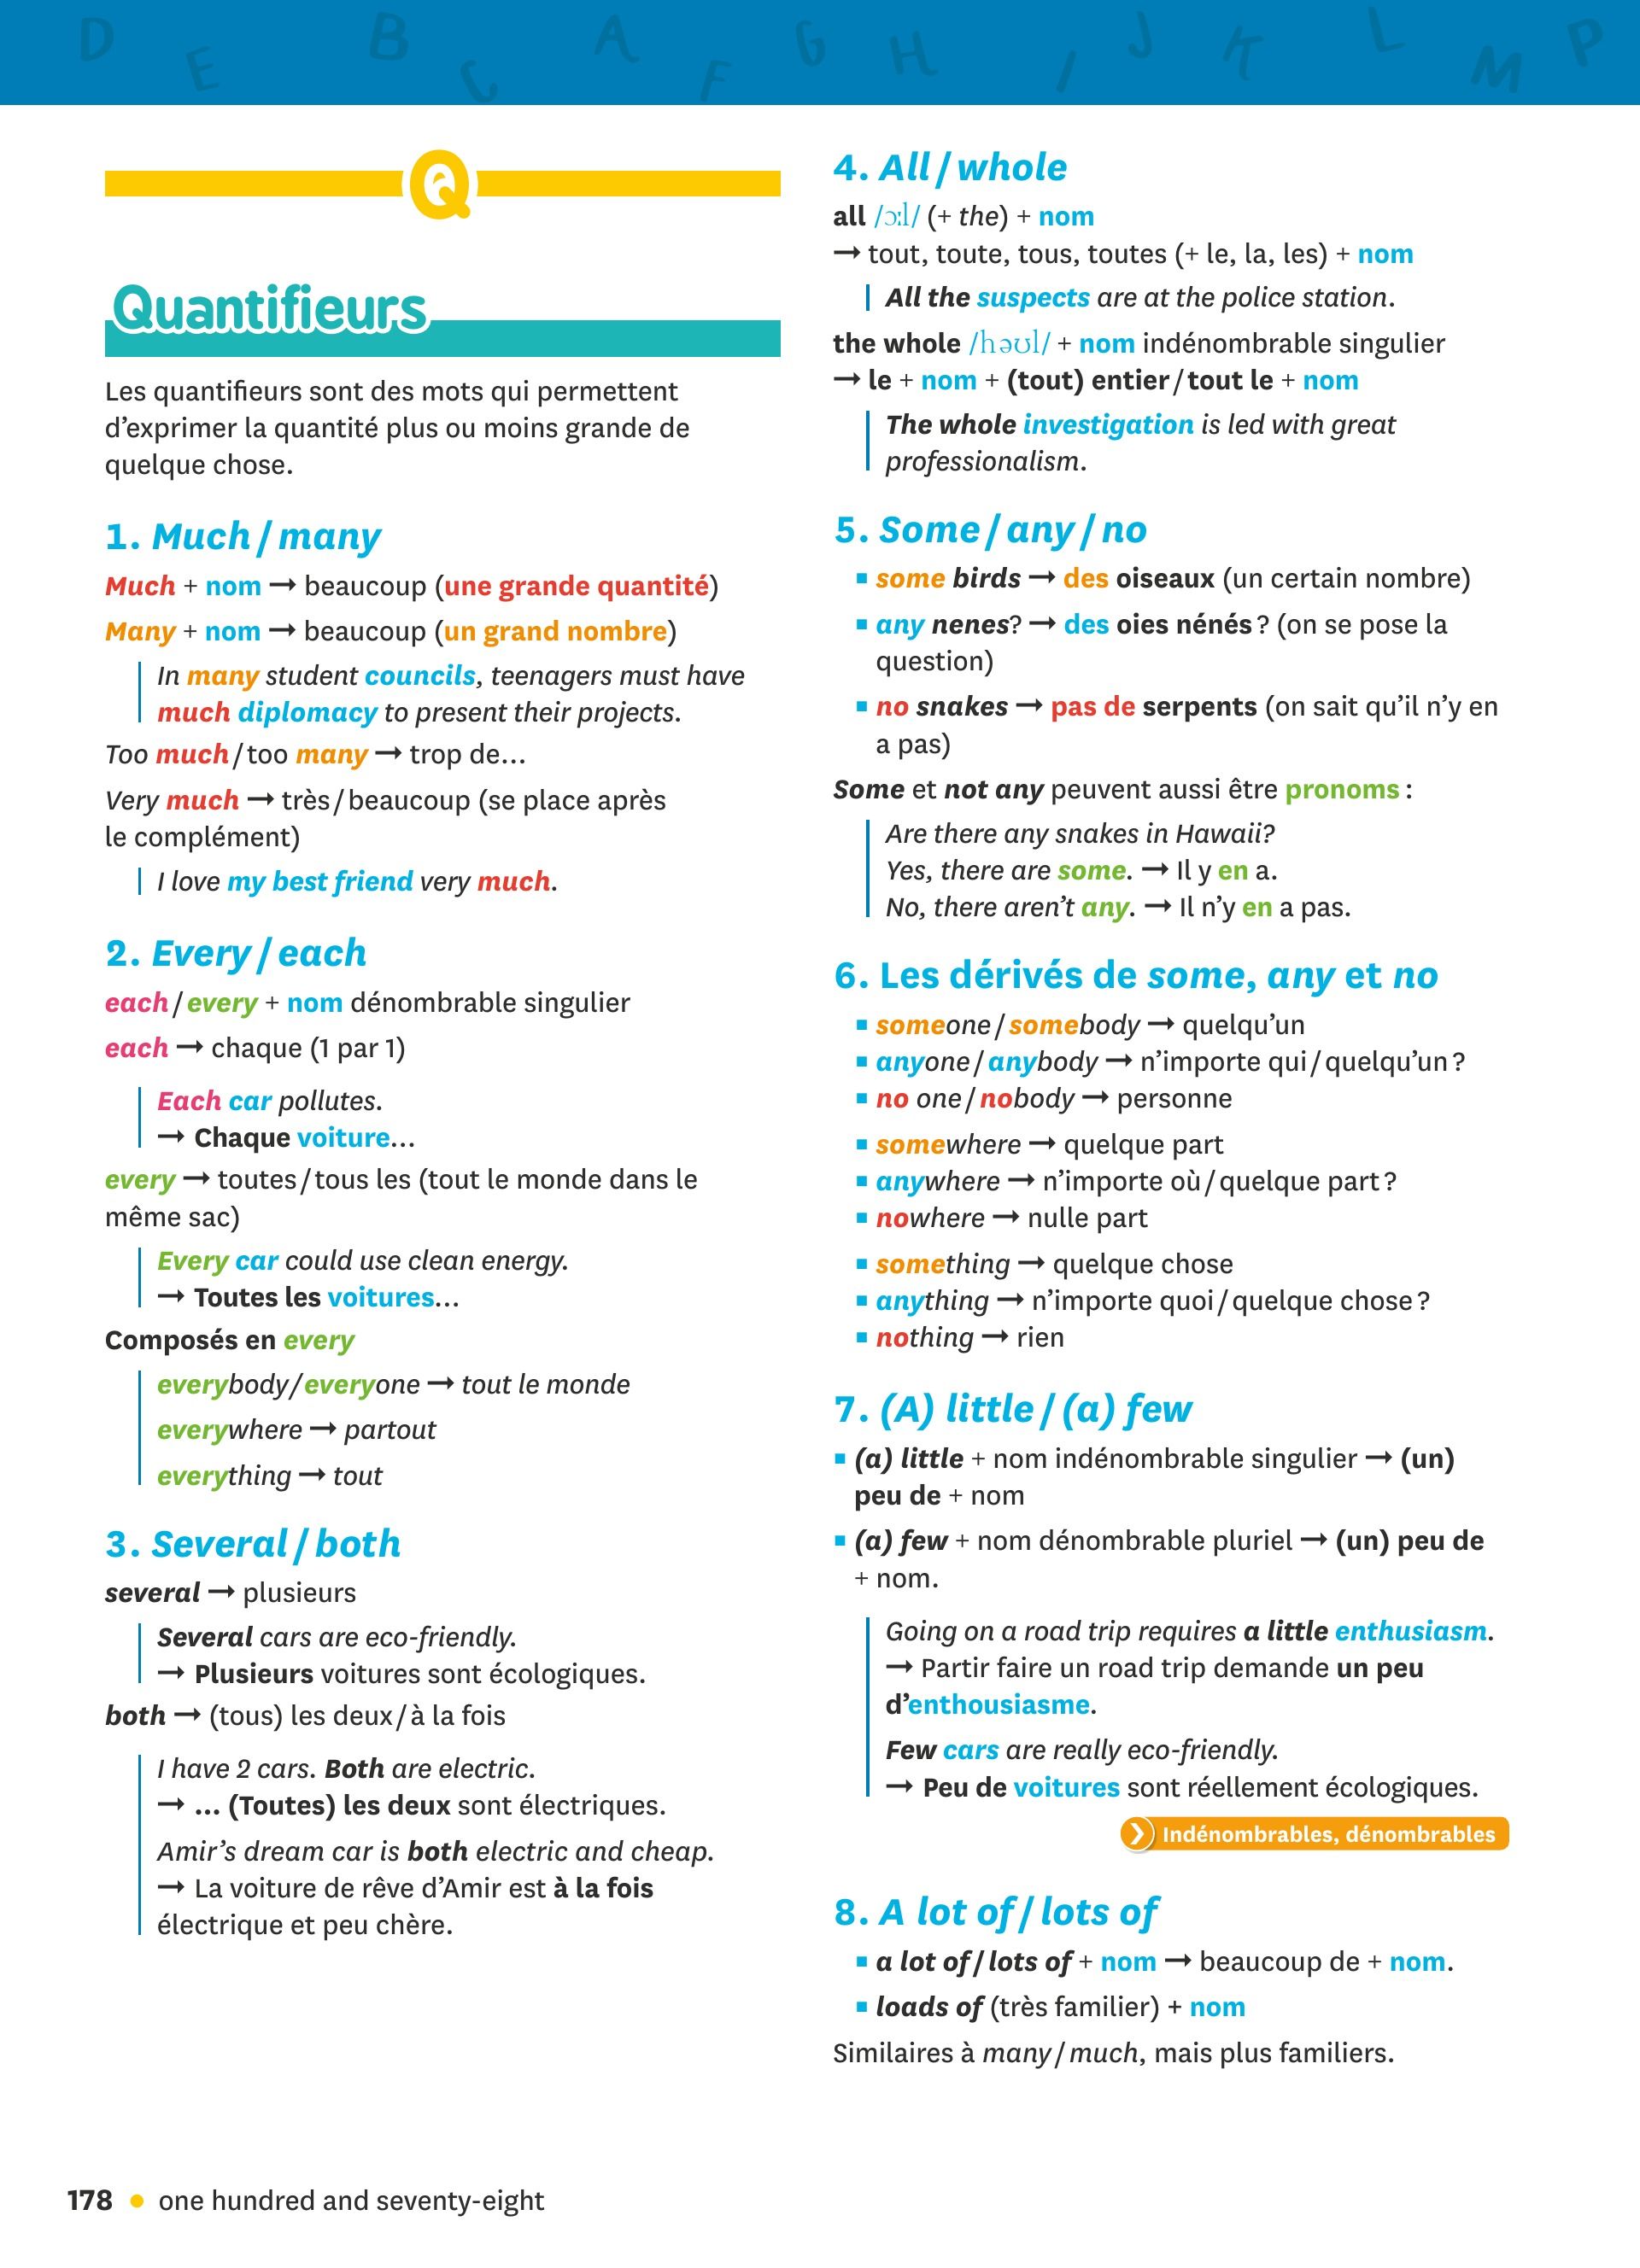 D E B C A F G H I J K L M P
Q
Quantifieurs
Les quantifieurs sont des mots qui permettent
d’exprimer la quantité plus ou moins grande de
quelque chose.
1. Much / many
Much + nom → beaucoup (une grande quantité)
Many + nom → beaucoup (un grand nombre)
In many student councils, teenagers must have
much diplomacy to present their projects.
Too much / too many → trop de…
Very much → très / beaucoup (se place après
le complément)
I love my best friend very much.
2. Every / each
each / every + nom dénombrable singulier
each → chaque (1 par 1)
Each car pollutes.
→ Chaque voiture…
every → toutes / tous les (tout le monde dans le
même sac)
Every car could use clean energy.
→ Toutes les voitures…
Composés en every
everybody/everyone → tout le monde
everywhere → partout
everything → tout
3. Several / both
several → plusieurs
Several cars are eco-friendly.
→ Plusieurs voitures sont écologiques.
both → (tous) les deux / à la fois
I have 2 cars. Both are electric.
→ … (Toutes) les deux sont électriques.
Amir’s dream car is both electric and cheap.
→ La voiture de rêve d’Amir est à la fois
électrique et peu chère.
4. All / whole
all /ɔːl/ (+ the) + nom
→ tout, toute, tous, toutes (+ le, la, les) + nom
All the suspects are at the police station.
the whole /həʊl/ + nom indénombrable singulier
→ le + nom + (tout) entier / tout le + nom
The whole investigation is led with great
professionalism.
5. Some / any / no
▪ some birds → des oiseaux (un certain nombre)
▪ any nenes? → des oies nénés ? (on se pose la
question)
▪ no snakes → pas de serpents (on sait qu’il n’y en
a pas)
Some et not any peuvent aussi être pronoms :
Are there any snakes in Hawaii?
Yes, there are some. → Il y en a.
No, there aren’t any. → Il n’y en a pas.
6. Les dérivés de some, any et no
▪ someone / somebody → quelqu’un
▪ anyone / anybody → n’importe qui / quelqu’un ?
▪ no one / nobody → personne
▪ somewhere → quelque part
▪ anywhere → n’importe où / quelque part ?
▪ nowhere → nulle part
▪ something → quelque chose
▪ anything → n’importe quoi / quelque chose ?
▪ nothing → rien
7. (A) little / (a) few
▪ (a) little + nom indénombrable singulier → (un)
peu de + nom
▪ (a) few + nom dénombrable pluriel → (un) peu de
+ nom.
Going on a road trip requires a little enthusiasm.
→ Partir faire un road trip demande un peu
d’enthousiasme.
Few cars are really eco-friendly.
→ Peu de voitures sont réellement écologiques.
Indénombrables, dénombrables
8. A lot of / lots of
▪ a lot of / lots of + nom → beaucoup de + nom.
▪ loads of (très familier) + nom
Similaires à many / much, mais plus familiers.
178 • one hundred and seventy-eight